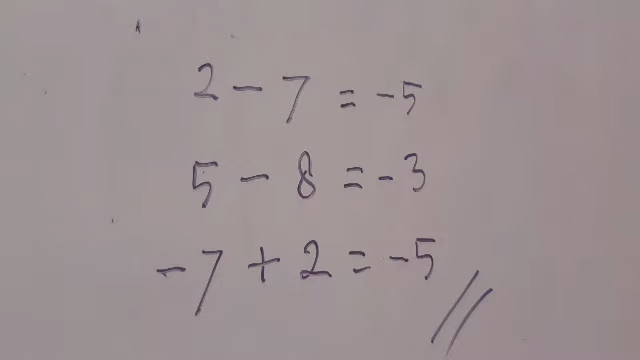 2 - 7 = -5
5 - 8 = -3
-7 + 2 = -5 //